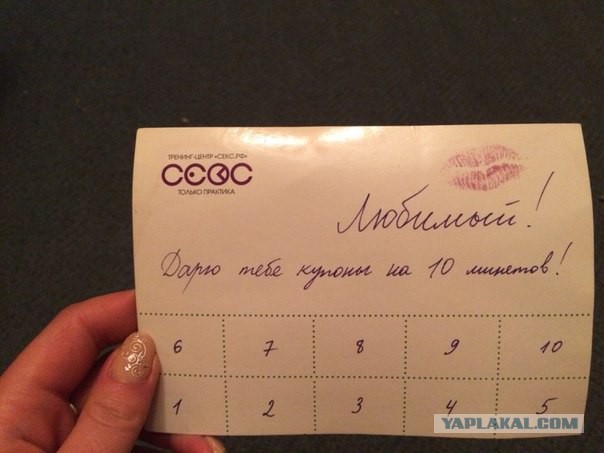 ТРЕНИНГ-ЦЕНТР «СЕКС.РФ»
ТОЛЬКО ПРАКТИКА
Любимый!
Дарю тебе купоны на 10 минетов!
6 7 8 9 10
1 2 3 4 5
YAPLAKAL.COM